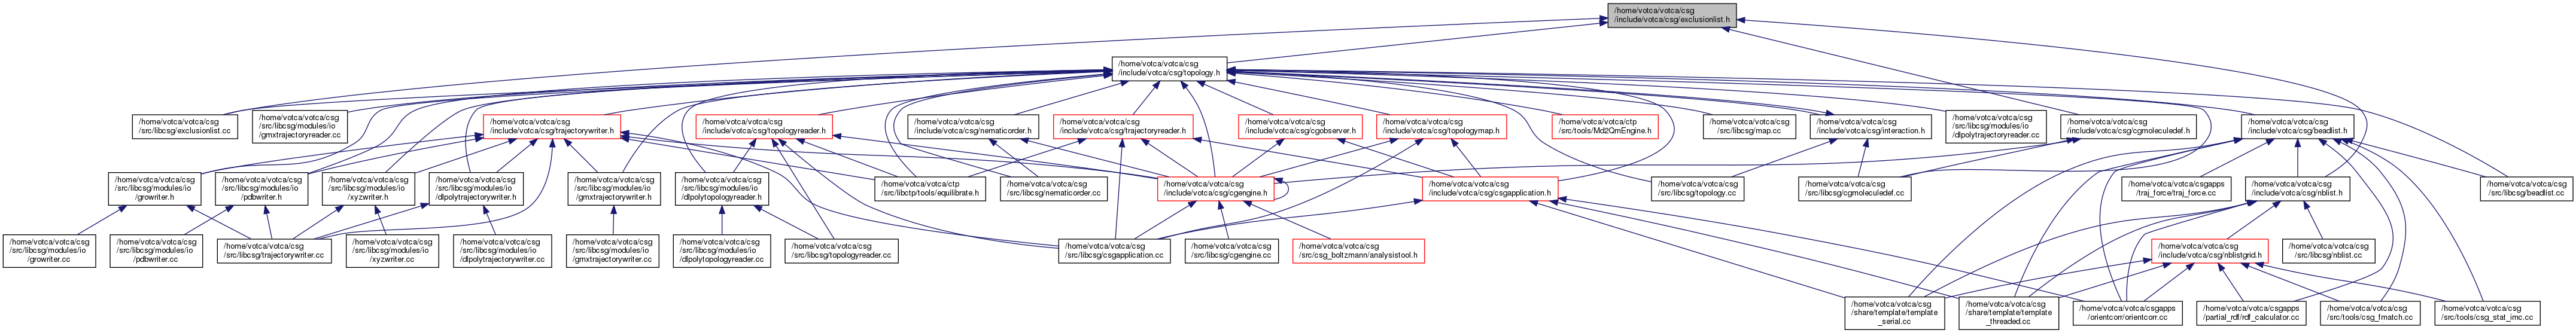 /home/votca/votca/csg
/include/votca/csg/exclusionlist.h
/home/votca/votca/csg
/include/votca/csg/topology.h
/home/votca/votca/csg
/src/libcsg/exclusionlist.cc
/home/votca/votca/csg
/src/libcsg/modules/io
/gmxtrajectoryreader.cc
/home/votca/votca/csg
/include/votca/csg/trajectorywriter.h
/home/votca/votca/csg
/include/votca/csg/topologyreader.h
/home/votca/votca/csg
/include/votca/csg/nematicorder.h
/home/votca/votca/csg
/include/votca/csg/trajectoryreader.h
/home/votca/votca/csg
/include/votca/csg/cgobserver.h
/home/votca/votca/csg
/include/votca/csg/topologymap.h
/home/votca/votca/ctp
/src/tools/Md2QmEngine.h
/home/votca/votca/csg
/src/libcsg/map.cc
/home/votca/votca/csg
/include/votca/csg/interaction.h
/home/votca/votca/csg
/src/libcsg/modules/io
/dlpolytrajectoryreader.cc
/home/votca/votca/csg
/include/votca/csg/cgmoleculedef.h
/home/votca/votca/csg
/include/votca/csg/beadlist.h
/home/votca/votca/csg
/src/libcsg/modules/io
/growriter.h
/home/votca/votca/csg
/src/libcsg/modules/io
/pdbwriter.h
/home/votca/votca/csg
/src/libcsg/modules/io
/xyzwriter.h
/home/votca/votca/csg
/src/libcsg/modules/io
/dlpolytrajectorywriter.h
/home/votca/votca/csg
/src/libcsg/modules/io
/gmxtrajectorywriter.h
/home/votca/votca/csg
/src/libcsg/modules/io
/dlpolytopologyreader.h
/home/votca/votca/ctp
/src/libctp/tools/equilibrate.h
/home/votca/votca/csg
/src/libcsg/nematicorder.cc
/home/votca/votca/csg
/include/votca/csg/cgengine.h
/home/votca/votca/csg
/include/votca/csg/csgapplication.h
/home/votca/votca/csg
/src/libcsg/topology.cc
/home/votca/votca/csg
/src/libcsg/cgmoleculedef.cc
/home/votca/votca/csgapps
/traj_force/traj_force.cc
/home/votca/votca/csg
/include/votca/csg/nblist.h
/home/votca/votca/csg
/src/libcsg/beadlist.cc
/home/votca/votca/csg
/src/libcsg/modules/io
/growriter.cc
/home/votca/votca/csg
/src/libcsg/modules/io
/pdbwriter.cc
/home/votca/votca/csg
/src/libcsg/trajectorywriter.cc
/home/votca/votca/csg
/src/libcsg/modules/io
/xyzwriter.cc
/home/votca/votca/csg
/src/libcsg/modules/io
/dlpolytrajectorywriter.cc
/home/votca/votca/csg
/src/libcsg/modules/io
/gmxtrajectorywriter.cc
/home/votca/votca/csg
/src/libcsg/modules/io
/dlpolytopologyreader.cc
/home/votca/votca/csg
/src/libcsg/topologyreader.cc
/home/votca/votca/csg
/src/libcsg/csgapplication.cc
/home/votca/votca/csg
/src/libcsg/cgengine.cc
/home/votca/votca/csg
/src/csg_boltzmann/analysistool.h
/home/votca/votca/csg
/include/votca/csg/nblistgrid.h
/home/votca/votca/csg
/src/libcsg/nblist.cc
/home/votca/votca/csg
/share/template/template
_serial.cc
/home/votca/votca/csg
/share/template/template
_threaded.cc
/home/votca/votca/csgapps
/orientcorr/orientcorr.cc
/home/votca/votca/csgapps
/partial_rdf/rdf_calculator.cc
/home/votca/votca/csg
/src/tools/csg_fmatch.cc
/home/votca/votca/csg
/src/tools/csg_stat_imc.cc